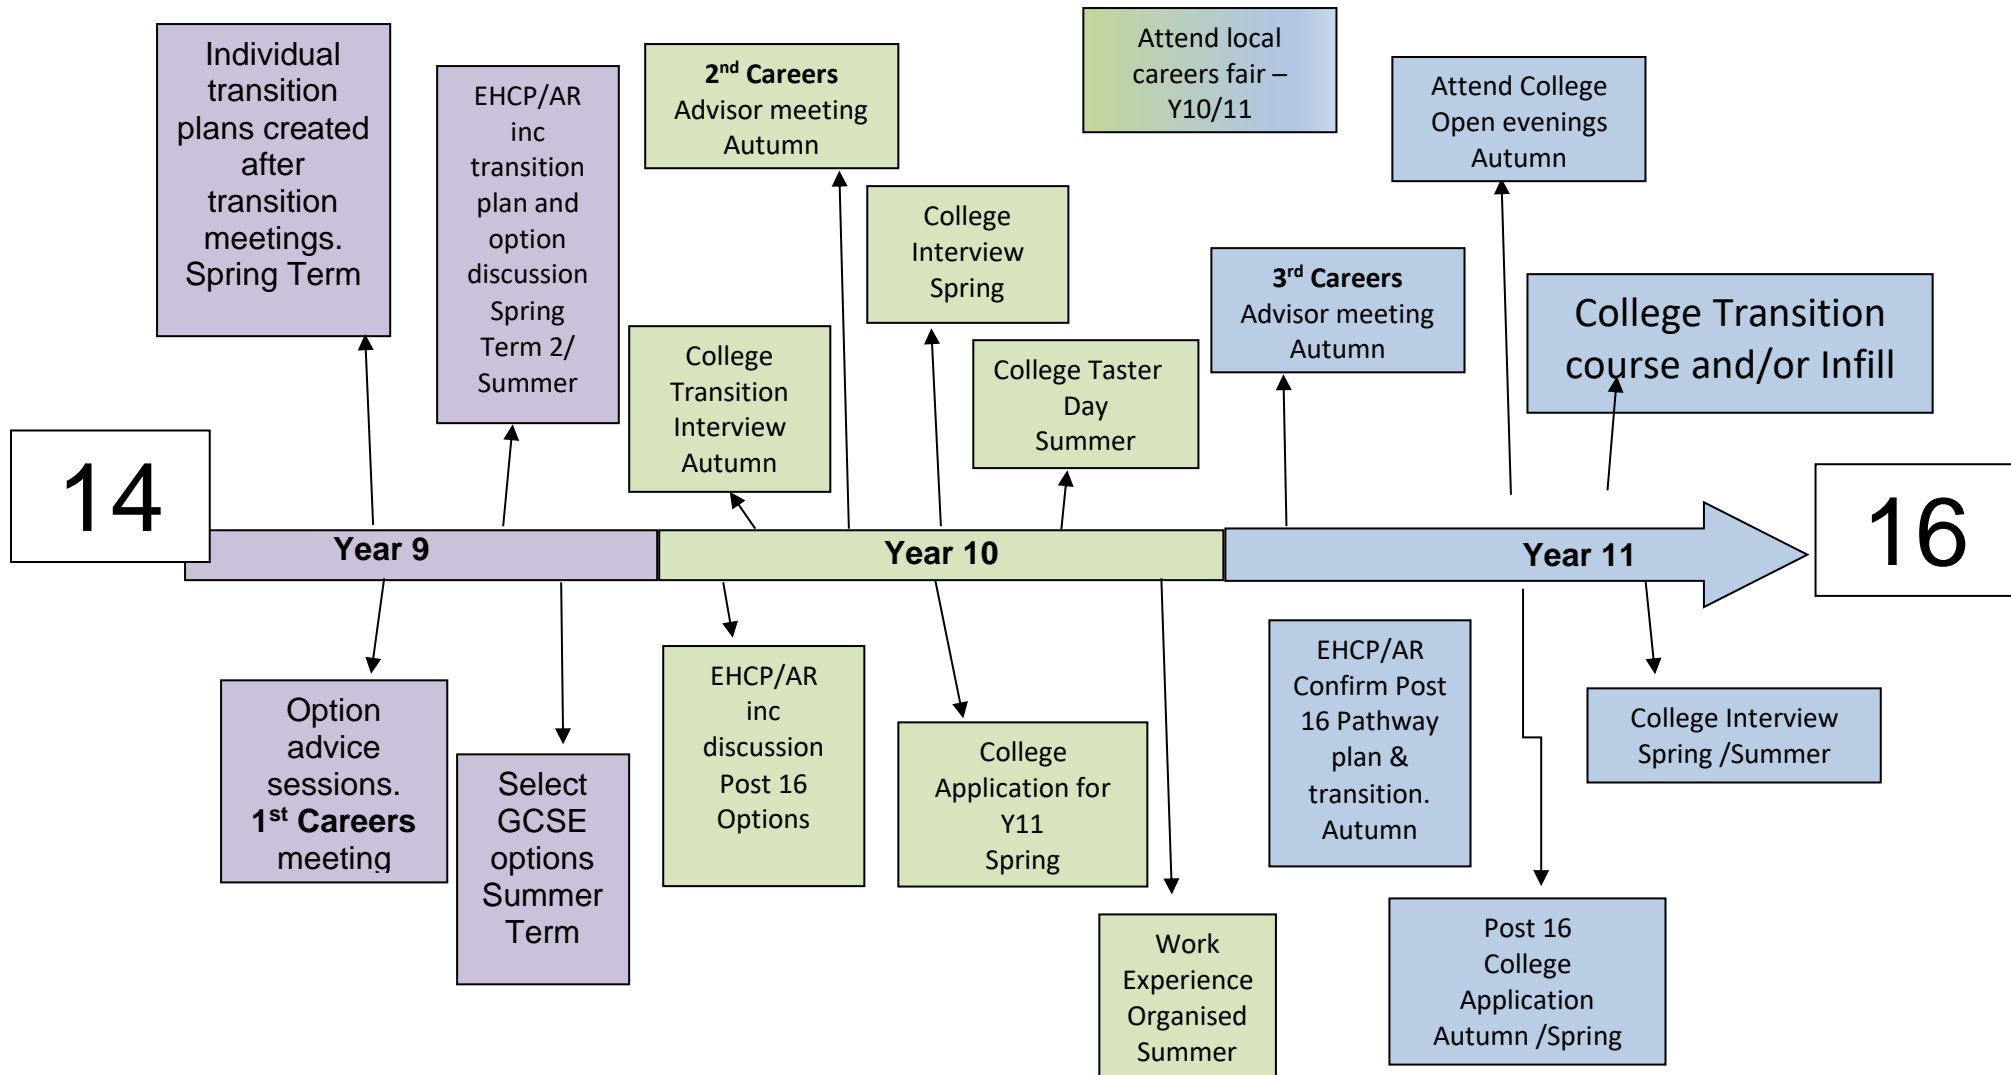 Individual
transition
plans created
after
transition
meetings.
Spring Term
EHCP/AR
inc
transition
plan and
option
discussion
Spring
Term 2/
Summer
2nd Careers
Advisor meeting
Autumn
Attend local
careers fair –
Y10/11
Attend College
Open evenings
Autumn
College
Interview
Spring
3rd Careers
Advisor meeting
Autumn
College Transition
course and/or Infill
College
Transition
Interview
Autumn
College Taster
Day
Summer
14
Year 9
Year 10
Year 11
16
Option
advice
sessions.
1st Careers
meeting
Select
GCSE
options
Summer
Term
EHCP/AR
inc
discussion
Post 16
Options
College
Application for
Y11
Spring
Work
Experience
Organised
Summer
EHCP/AR
Confirm Post
16 Pathway
plan &
transition.
Autumn
Post 16
College
Application
Autumn /Spring
College Interview
Spring /Summer